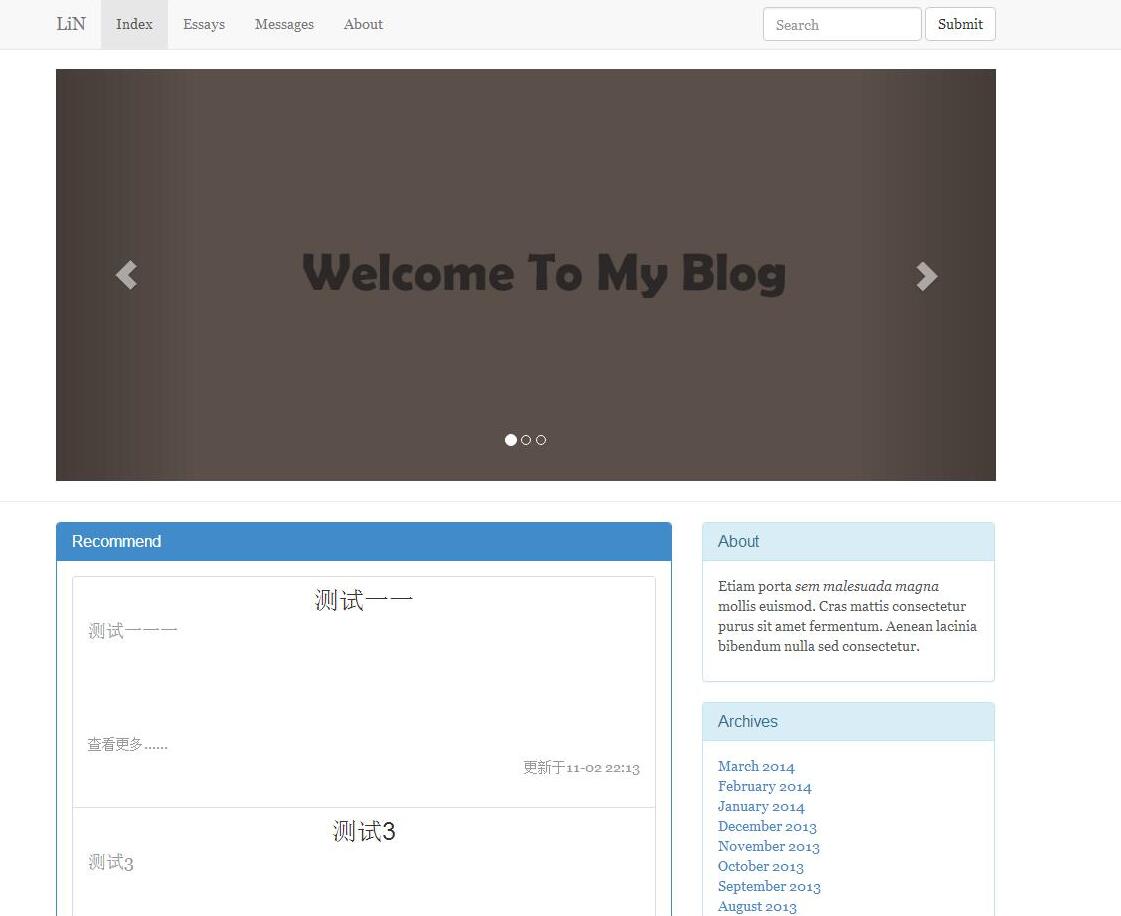 LiN Index Essays Messages About Search Submit
Welcome To My Blog
Recommend
测试一一
测试一一一
查看更多......
更新于11-02 22:13
测试3
测试3
About
Etiam porta sem malesuada magna
mollis euismod. Cras mattis consectetur
purus sit amet fermentum. Aenean lacinia
bibendum nulla sed consectetur.
Archives
March 2014
February 2014
January 2014
December 2013
November 2013
October 2013
September 2013
August 2013